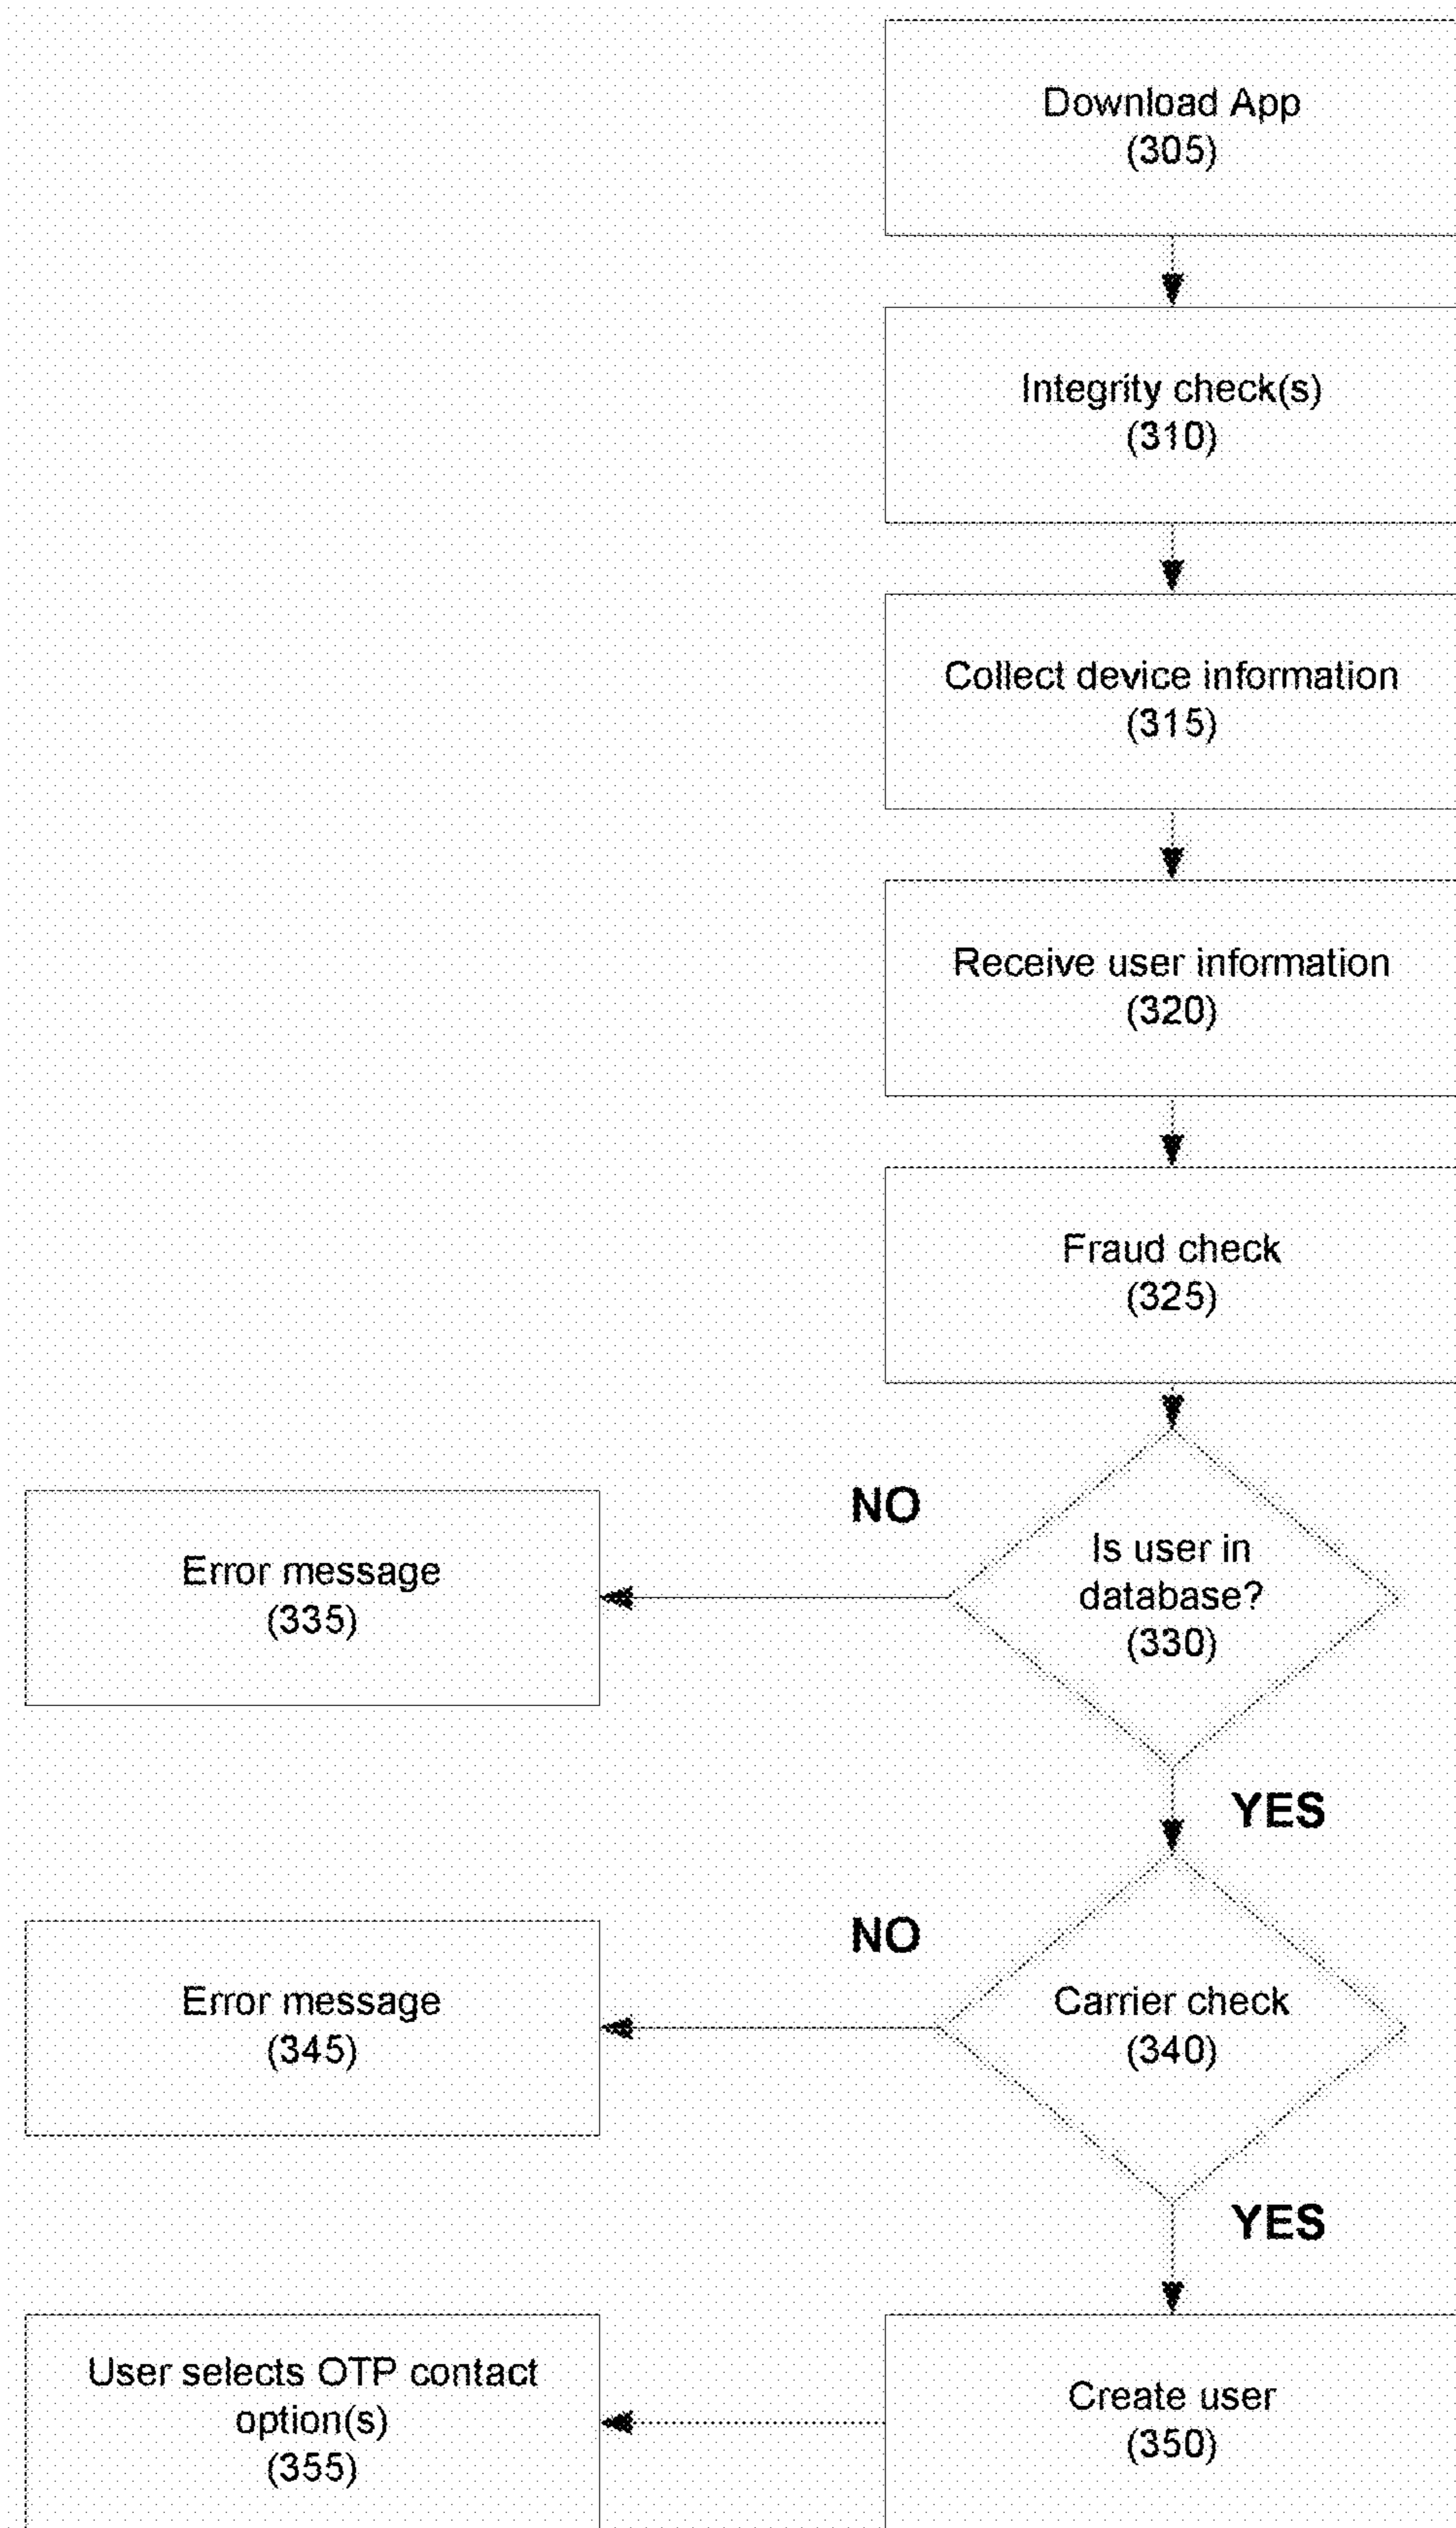 Download App
(305)
Integrity check(s)
(310)
Collect device information
(315)
Receive user information
(320)
Fraud check
(325)
NO
Is user in
database?
(330)
Error message
(335)
YES
NO
Carrier check
(340)
Error message
(345)
YES
User selects OTP contact
option(s)
(355)
Create user
(350)